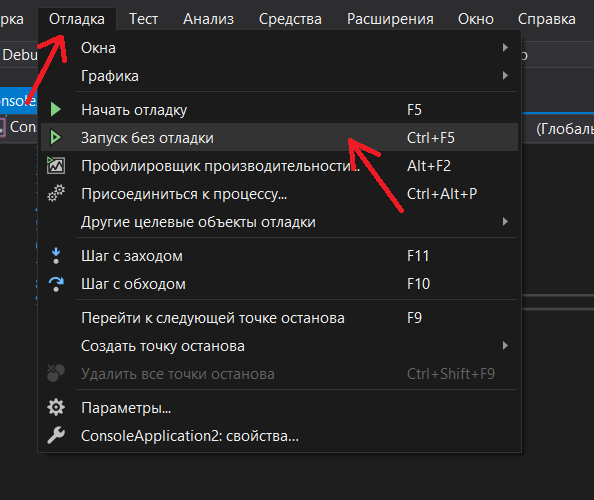 рка Отладка Тест Анализ Средства Расширения Окно Справка
Debu
Окна
Графика
onsole
Начать отладку F5
Con
Запуск без отладки Ctrl+F5
(Глобаль
Профилировщик производительности... Alt+F2
Присоединиться к процессу... Ctrl+Alt+P
Другие целевые объекты отладки
Шаг с заходом F11
Шаг с обходом F10
Перейти к следующей точке останова F9
Создать точку останова
Удалить все точки останова Ctrl+Shift+F9
Параметры...
ConsoleApplication2: свойства...